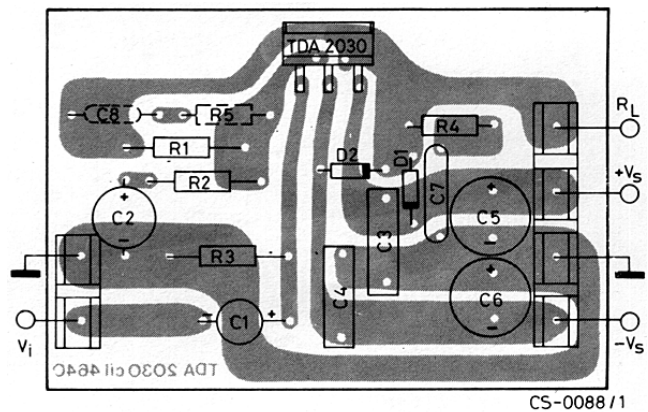 TDA 2030
C8
R5
R1
R2
+
C2
−
R3
− C1 +
D2
D1
R4
C7
C3
C4
+
C5
−
+
C6
−
RL
+Vs
−Vs
Vi
TDA 2030 cil 464C
CS-0088/1